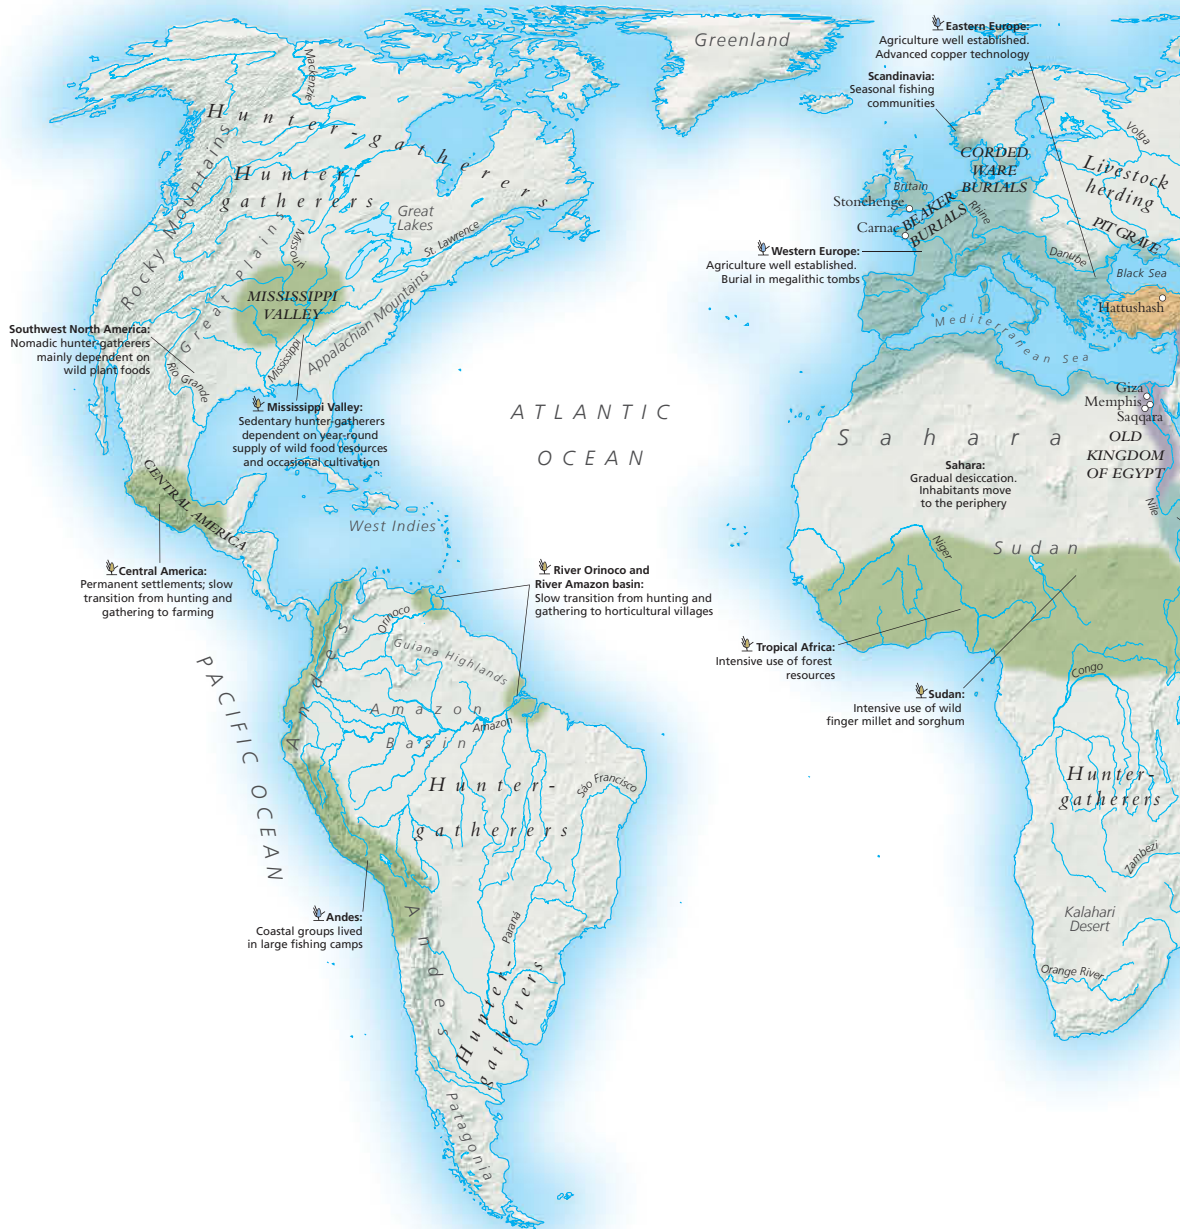 Greenland
Eastern Europe:
Agriculture well established.
Advanced copper technology
Scandinavia:
Seasonal fishing
communities
Mackenzie
Hunter-gatherers
Hunter-
gatherers
Rocky Mountains
Great Plains
Great
Lakes
Missouri
St. Lawrence
MISSISSIPPI
VALLEY
Appalachian Mountains
Mississippi
Rio Grande
Southwest North America:
Nomadic hunter-gatherers
mainly dependent on
wild plant foods
Mississippi Valley:
Sedentary hunter-gatherers
dependent on year-round
supply of wild food resources
and occasional cultivation
Volga
CORDED
WARE
BURIALS
Livestock
herding
Britain
Stonehenge
Carnac
BEAKER
BURIALS
Rhine
PIT GRAVE
Danube
Black Sea
Western Europe:
Agriculture well established.
Burial in megalithic tombs
Hattushash
Mediterranean Sea
Giza
Memphis
Saqqara
OLD
KINGDOM
OF EGYPT
Nile
ATLANTIC
OCEAN
Sahara
Sahara:
Gradual desiccation.
Inhabitants move
to the periphery
CENTRAL AMERICA
West Indies
Central America:
Permanent settlements; slow
transition from hunting and
gathering to farming
River Orinoco and
River Amazon basin:
Slow transition from hunting and
gathering to horticultural villages
Niger
Sudan
Tropical Africa:
Intensive use of forest
resources
Sudan:
Intensive use of wild
finger millet and sorghum
Congo
PACIFIC OCEAN
Orinoco
Guiana Highlands
Andes
Amazon
Basin
Amazon
Hunter-
gatherers
São Francisco
Hunter-
gatherers
Zambezi
Kalahari
Desert
Orange River
Andes:
Coastal groups lived
in large fishing camps
Andes
Paraná
Hunter-
gatherers
Patagonia